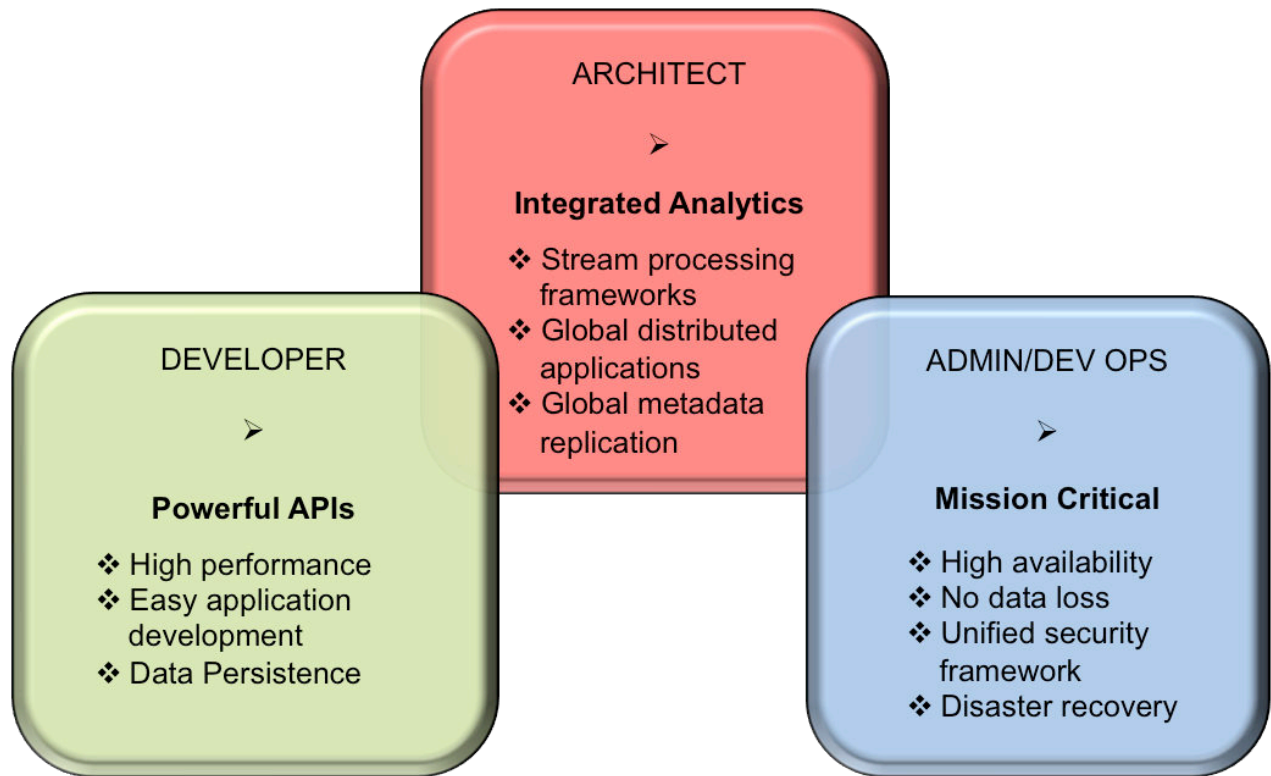 ARCHITECT
➢
Integrated Analytics
❖ Stream processing
frameworks
❖ Global distributed
applications
❖ Global metadata
replication
DEVELOPER
➢
Powerful APIs
❖ High performance
❖ Easy application
development
❖ Data Persistence
ADMIN/DEV OPS
➢
Mission Critical
❖ High availability
❖ No data loss
❖ Unified security
framework
❖ Disaster recovery